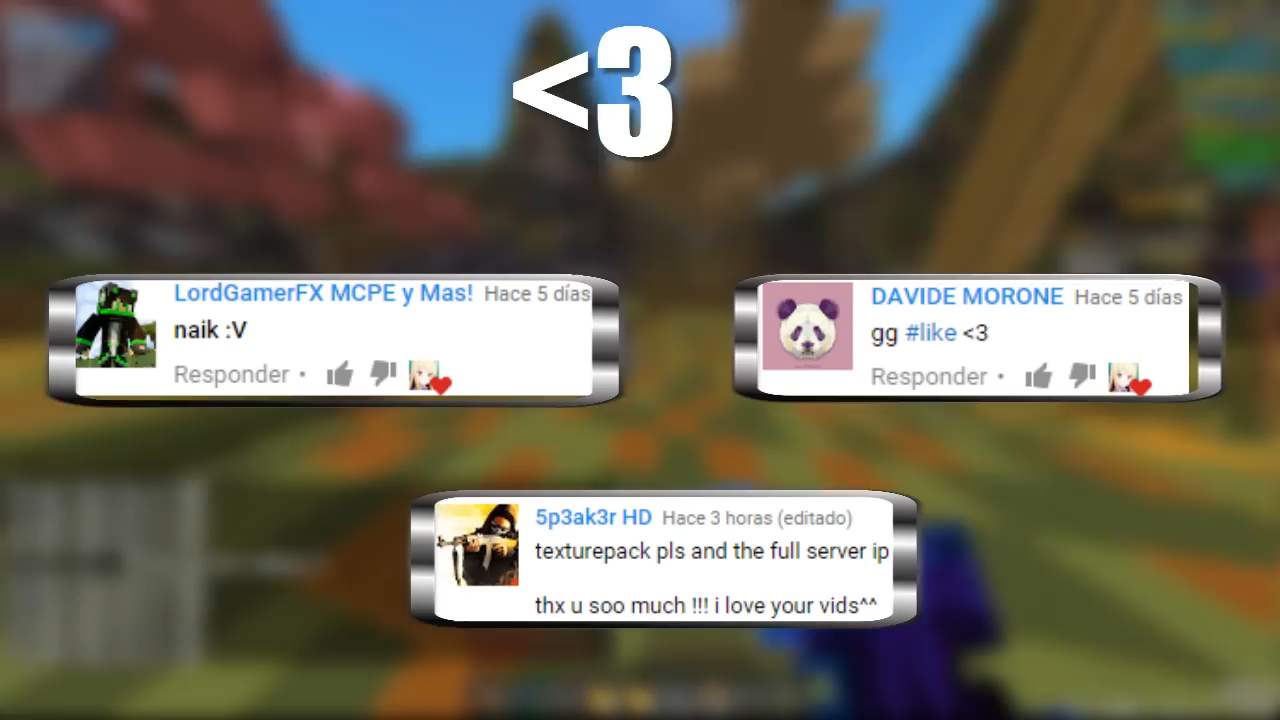 <3
LordGamerFX MCPE y Mas! Hace 5 días
naik :V
Responder •
DAVIDE MORONE Hace 5 días
gg #like <3
Responder •
5p3ak3r HD Hace 3 horas (editado)
texturepack pls and the full server ip
thx u soo much !!! i love your vids^^